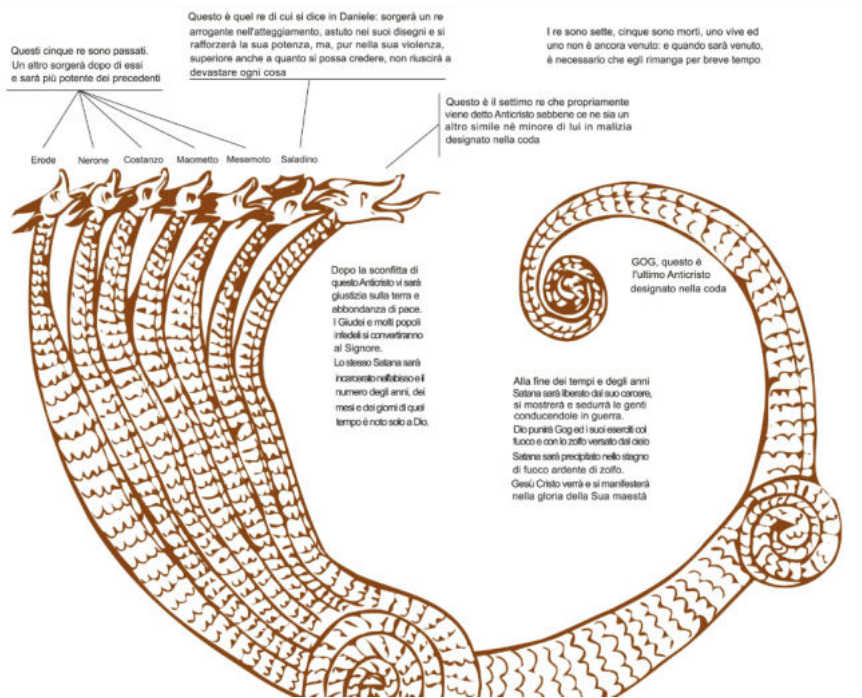 Questi cinque re sono passati.
Un altro sorgerà dopo di essi
e sarà più potente dei precedenti
Questo è quel re di cui si dice in Daniele: sorgerà un re
arrogante nell'atteggiamento, astuto nei suoi disegni e si
rafforzerà la sua potenza, ma, pur nella sua violenza,
superiore anche a quanto si possa credere, non riuscirà a
devastare ogni cosa
I re sono sette, cinque sono morti, uno vive ed
uno non è ancora venuto: e quando sarà venuto,
è necessario che egli rimanga per breve tempo
Questo è il settimo re che propriamente
viene detto Anticristo sebbene ce ne sia un
altro simile né minore di lui in malizia
designato nella coda
Erode Nerone Costanzo Maometto Mesemoto Saladino
Dopo la sconfitta di
questo Anticristo vi sarà
giustizia sulla terra e
abbondanza di pace.
I Giudei e molti popoli
infedeli si convertiranno
al Signore.
Lo stesso Satana sarà
incarcerato nell'abisso e il
numero degli anni, dei
mesi e dei giorni di quel
tempo è noto solo a Dio.
GOG, questo è
l'ultimo Anticristo
designato nella coda
Alla fine dei tempi e degli anni
Satana sarà liberato dal suo carcere,
si mostrerà e sedurrà le genti
conducendole in guerra.
Dio punirà Gog ed i suoi eserciti col
fuoco e con lo zolfo versato dal cielo
Satana sarà precipitato nello stagno
di fuoco ardente di zolfo.
Gesù Cristo verrà e si manifesterà
nella gloria della Sua maestà